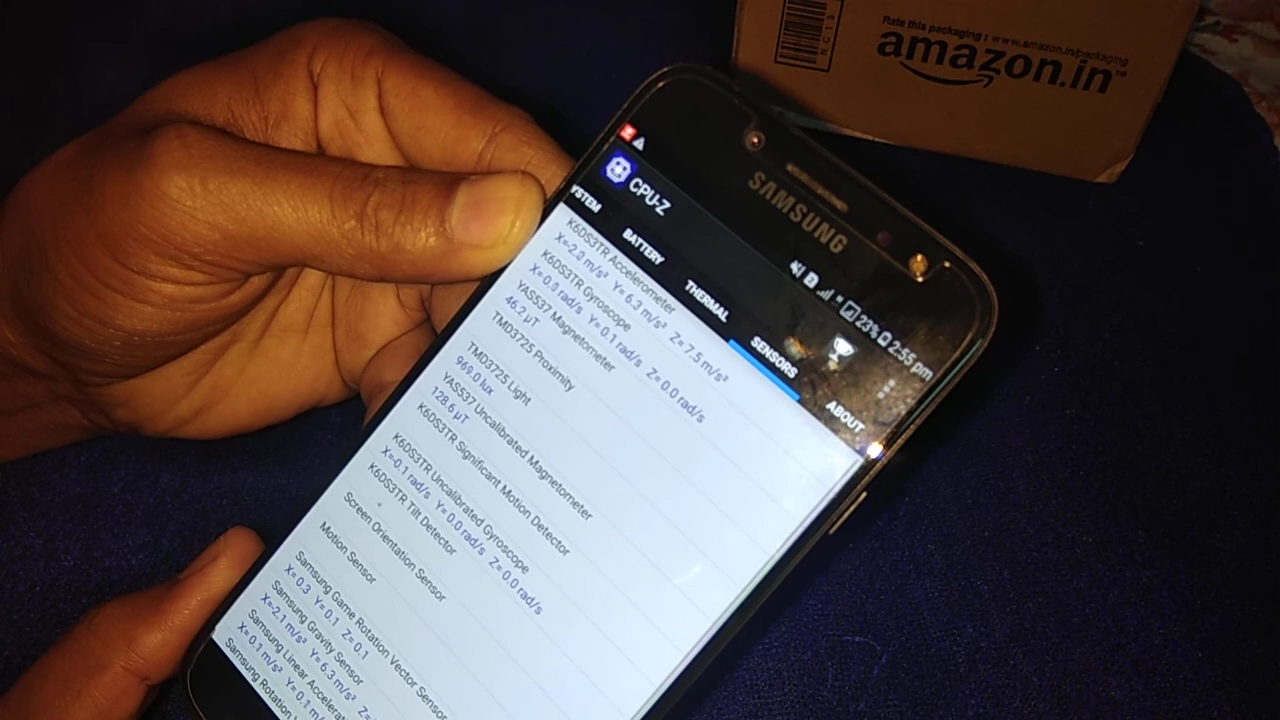 Rate this packaging : www.amazon.in/packaging
amazon.in™
NC15
SAMSUNG
23% 2:55 pm
CPU-Z
YSTEM BATTERY THERMAL SENSORS ABOUT
K6DS3TR Accelerometer
X=-2.0 m/s² Y= 6.3 m/s² Z= 7.5 m/s²
K6DS3TR Gyroscope
X= 0.0 rad/s Y= 0.1 rad/s Z= 0.0 rad/s
YAS537 Magnetometer
46.2 μT
TMD3725 Proximity
TMD3725 Light
969.0 lux
YAS537 Uncalibrated Magnetometer
128.6 μT
K6DS3TR Significant Motion Detector
K6DS3TR Uncalibrated Gyroscope
X=-0.1 rad/s Y= 0.0 rad/s Z= 0.0 rad/s
K6DS3TR Tilt Detector
Screen Orientation Sensor
Motion Sensor
Samsung Game Rotation Vector Senso
X= 0.3 Y= 0.1 Z= 0.1
Samsung Gravity Sensor
X=-2.1 m/s² Y= 6.3 m/s² Z=
Samsung Linear Accelerat
X= 0.1 m/s² Y= 0.1 m/
Samsung Rotation V